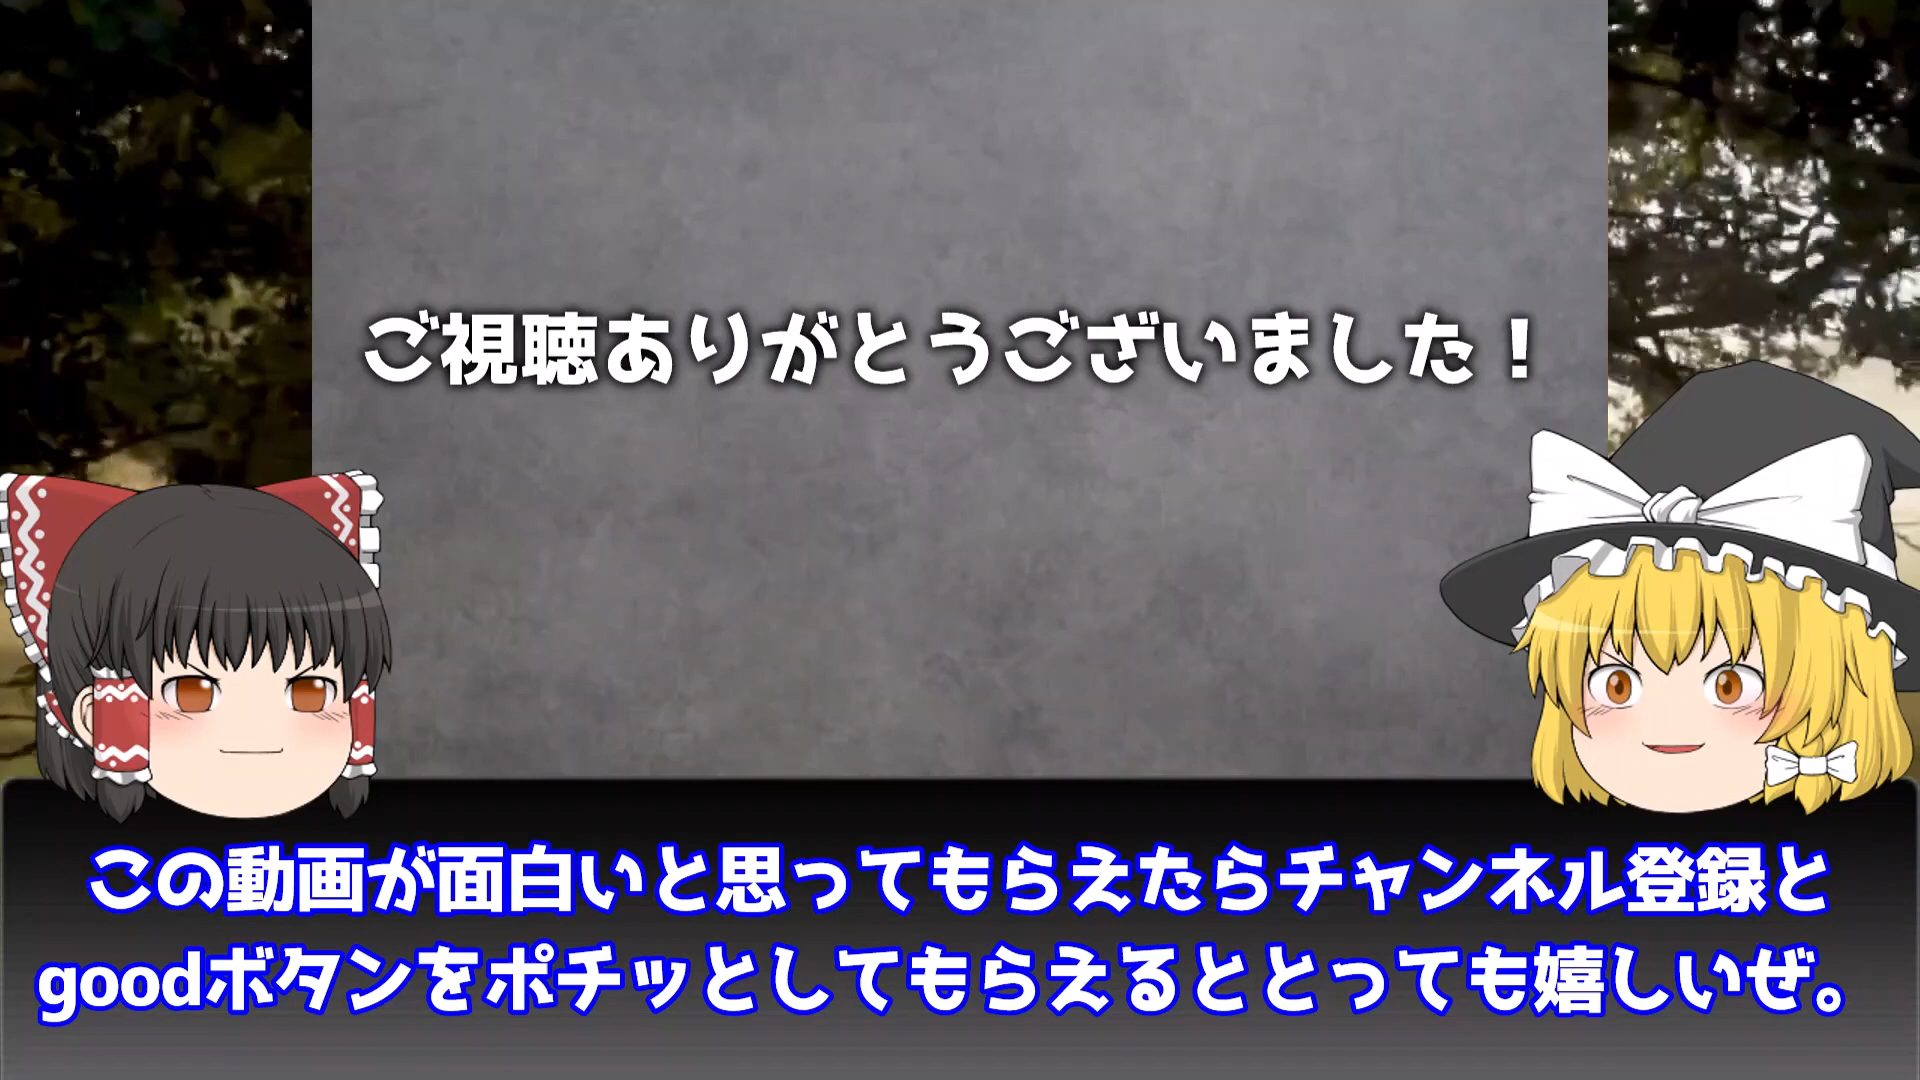 ご視聴ありがとうございました！
この動画が面白いと思ってもらえたらチャンネル登録と
goodボタンをポチッとしてもらえるととっても嬉しいぜ。